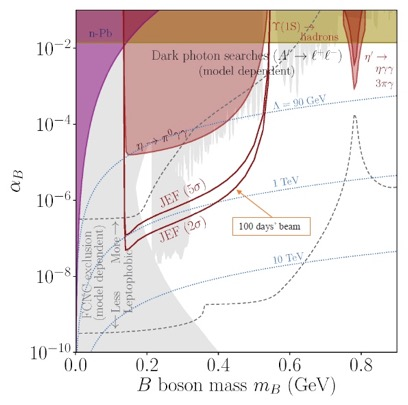 n-Pb
ϒ(1S) →
hadrons
Dark photon searches (A′ → ℓ⁺ℓ⁻)
(model dependent)
η′ →
ηγγ
3πγ
Λ = 90 GeV
η → π⁰γγ
JEF (5σ)
1 TeV
JEF (2σ)
100 days' beam
10 TeV
FCNC exclusion
(model dependent)
← Less More →
Leptophobic
10⁻²
10⁻⁴
10⁻⁶
10⁻⁸
10⁻¹⁰
α_B
0.0 0.2 0.4 0.6 0.8
B boson mass m_B (GeV)